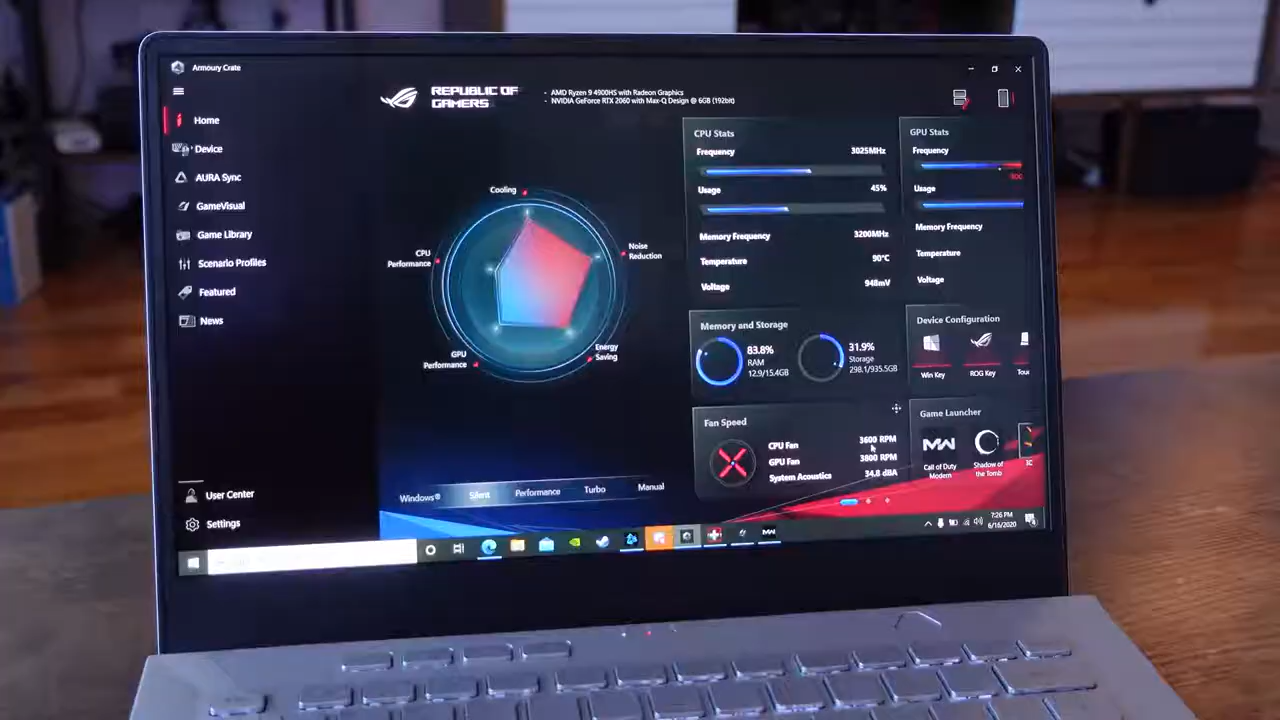 Armoury Crate
REPUBLIC OF
GAMERS
- AMD Ryzen 9 4900HS with Radeon Graphics
- NVIDIA GeForce RTX 2060 with Max-Q Design @ 6GB (192bit)
Home
Device
AURA Sync
GameVisual
Game Library
Scenario Profiles
Featured
News
User Center
Settings
Cooling
CPU
Performance
Noise
Reduction
GPU
Performance
Energy
Saving
Windows®
Silent
Performance
Turbo
Manual
CPU Stats
Frequency 3025MHz
Usage 45%
Memory Frequency 3200MHz
Temperature 90°C
Voltage 948mV
GPU Stats
Frequency
Usage
Memory Frequency
Temperature
Voltage
Memory and Storage
83.8%
RAM
12.9/15.4GB
31.9%
Storage
298.1/935.5GB
Device Configuration
Win Key
ROG Key
Tou
Fan Speed
CPU Fan 3600 RPM
GPU Fan 3800 RPM
System Acoustics 34.8 dBA
Game Launcher
MW
Call of Duty
Modern
Shadow of
the Tomb
7:26 PM
6/16/2020
MW